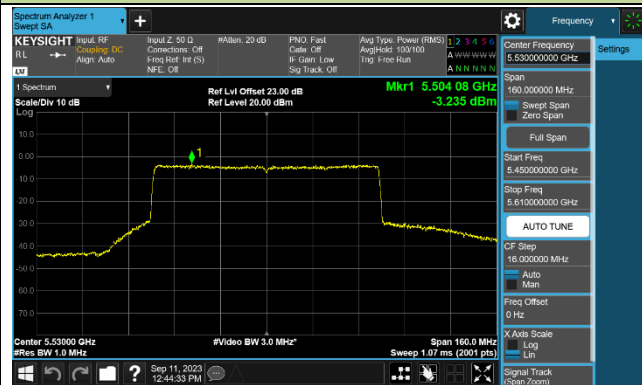 Spectrum Analyzer 1
Swept SA
Frequency
KEYSIGHT
RL
LXI
Input: RF
Coupling: DC
Align: Auto
Input Z: 50 Ω
Corrections: Off
Freq Ref: Int (S)
NFE: Off
#Atten: 20 dB
PNO: Fast
Gate: Off
IF Gain: Low
Sig Track: Off
Avg Type: Power (RMS)
Avg|Hold: 100/100
Trig: Free Run
1 2 3 4 5 6
A W W W W W
A N N N N N
1 Spectrum
Scale/Div 10 dB
Log
Ref Lvl Offset 23.00 dB
Ref Level 20.00 dBm
Mkr1 5.504 08 GHz
-3.235 dBm
1
10.0
0.00
-10.0
-20.0
-30.0
-40.0
-50.0
-60.0
-70.0
Center 5.53000 GHz
#Res BW 1.0 MHz
#Video BW 3.0 MHz*
Span 160.0 MHz
Sweep 1.07 ms (2001 pts)
Center Frequency
5.530000000 GHz
Settings
Span
160.000000 MHz
Swept Span
Zero Span
Full Span
Start Freq
5.450000000 GHz
Stop Freq
5.610000000 GHz
AUTO TUNE
CF Step
16.000000 MHz
Auto
Man
Freq Offset
0 Hz
X Axis Scale
Log
Lin
Signal Track
(Span Zoom)
Sep 11, 2023
12:44:33 PM